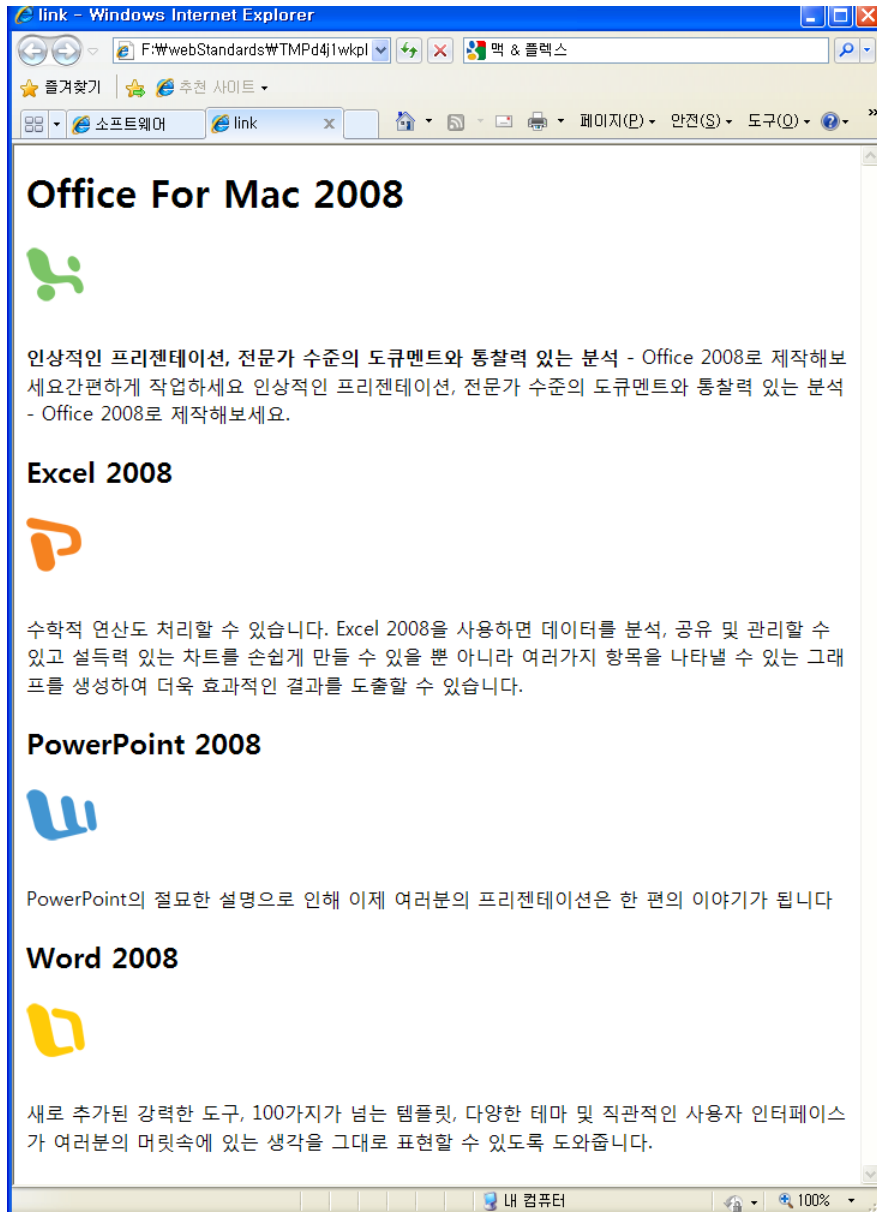 link - Windows Internet Explorer
F:₩webStandards₩TMPd4j1wkpl
맥 & 플렉스
즐겨찾기
추천 사이트
소프트웨어
link
페이지(P)
안전(S)
도구(O)
Office For Mac 2008
인상적인 프리젠테이션, 전문가 수준의 도큐멘트와 통찰력 있는 분석 - Office 2008로 제작해보
세요간편하게 작업하세요 인상적인 프리젠테이션, 전문가 수준의 도큐멘트와 통찰력 있는 분석
- Office 2008로 제작해보세요.
Excel 2008
수학적 연산도 처리할 수 있습니다. Excel 2008을 사용하면 데이터를 분석, 공유 및 관리할 수
있고 설득력 있는 차트를 손쉽게 만들 수 있을 뿐 아니라 여러가지 항목을 나타낼 수 있는 그래
프를 생성하여 더욱 효과적인 결과를 도출할 수 있습니다.
PowerPoint 2008
PowerPoint의 절묘한 설명으로 인해 이제 여러분의 프리젠테이션은 한 편의 이야기가 됩니다
Word 2008
새로 추가된 강력한 도구, 100가지가 넘는 템플릿, 다양한 테마 및 직관적인 사용자 인터페이스
가 여러분의 머릿속에 있는 생각을 그대로 표현할 수 있도록 도와줍니다.
내 컴퓨터
100%